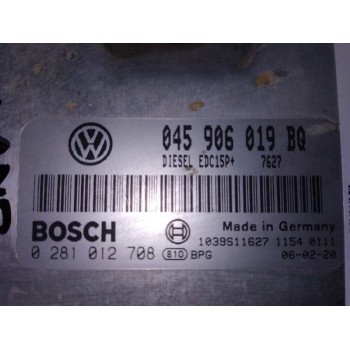 045 906 019 BQ
DIESEL EDC15P+ 7627
BOSCH
Made in Germany
1039S11627 1154 0111
0 281 012 708 810 BPG 06-02-20